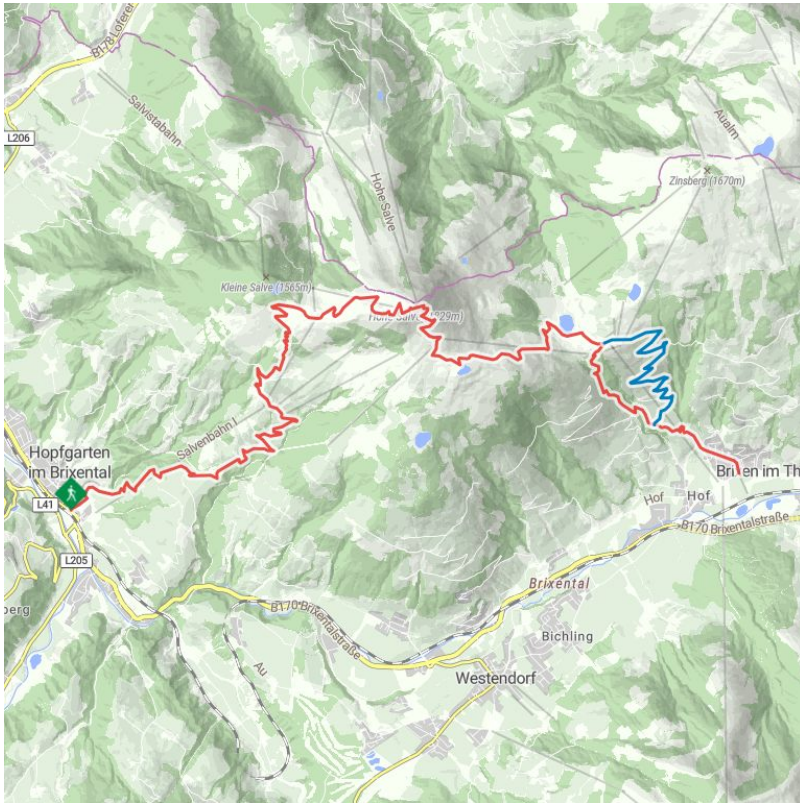 B178 Loferer
L206
Salvistabahn
Hohe Salve
Aualm
Zinsberg (1670m)
Kleine Salve (1565m)
Salvenbahn I
Hopfgarten
im Brixental
L41
L205
berg
Hof
Hof
B170 Brixentalstraße
Brixental
B170 Brixentalstraße
Bichling
Au
Westendorf